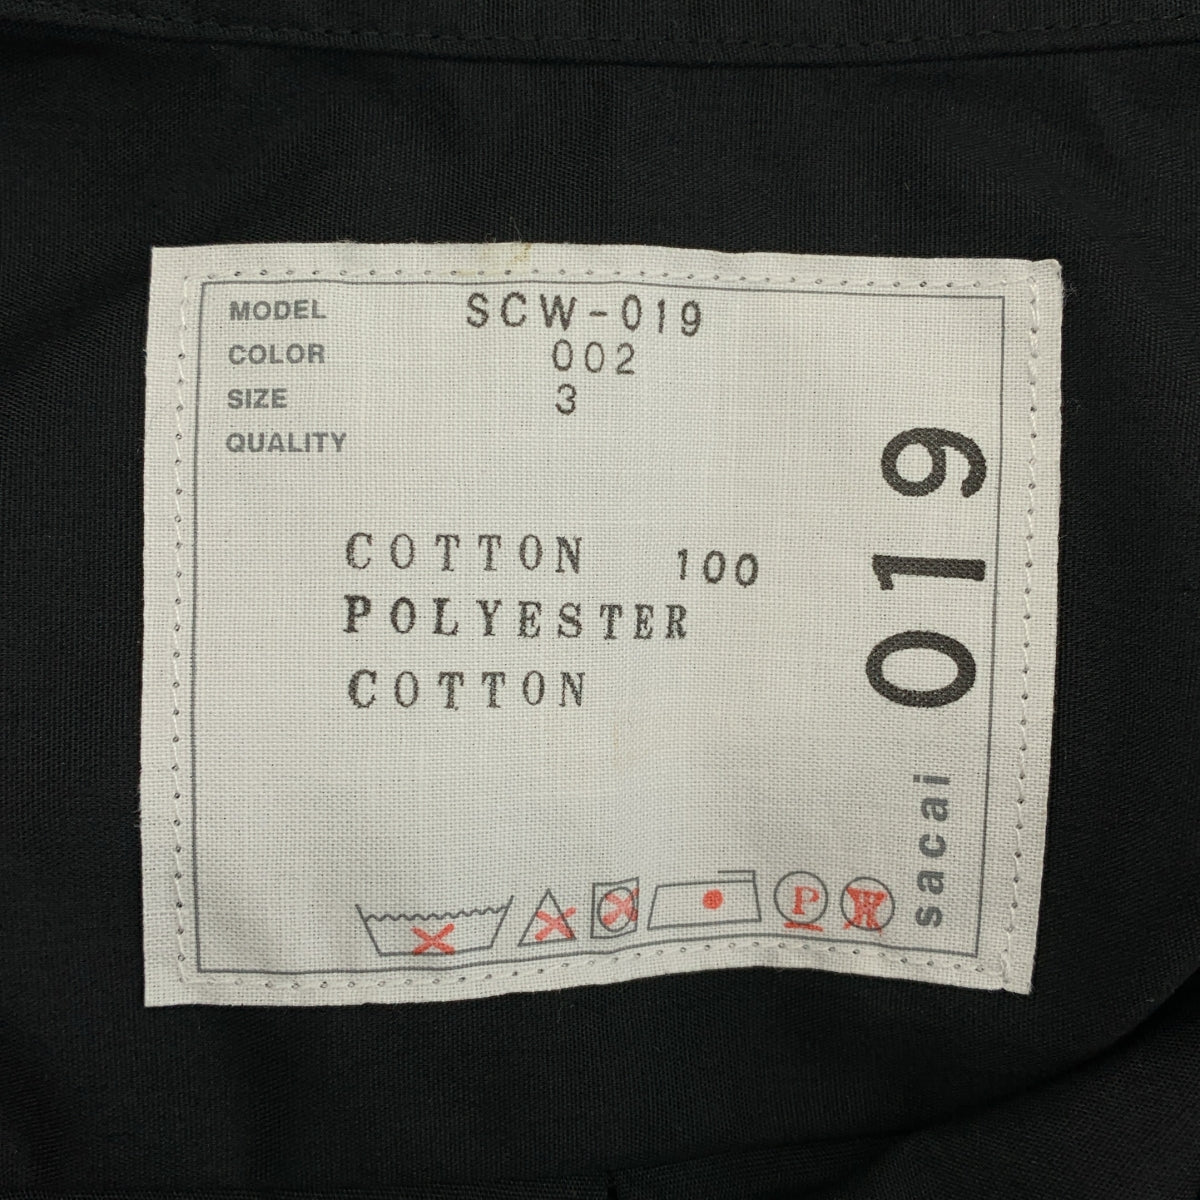 MODEL SCW-019
COLOR 002
SIZE 3
QUALITY
COTTON 100
POLYESTER
COTTON
P W
sacai 019